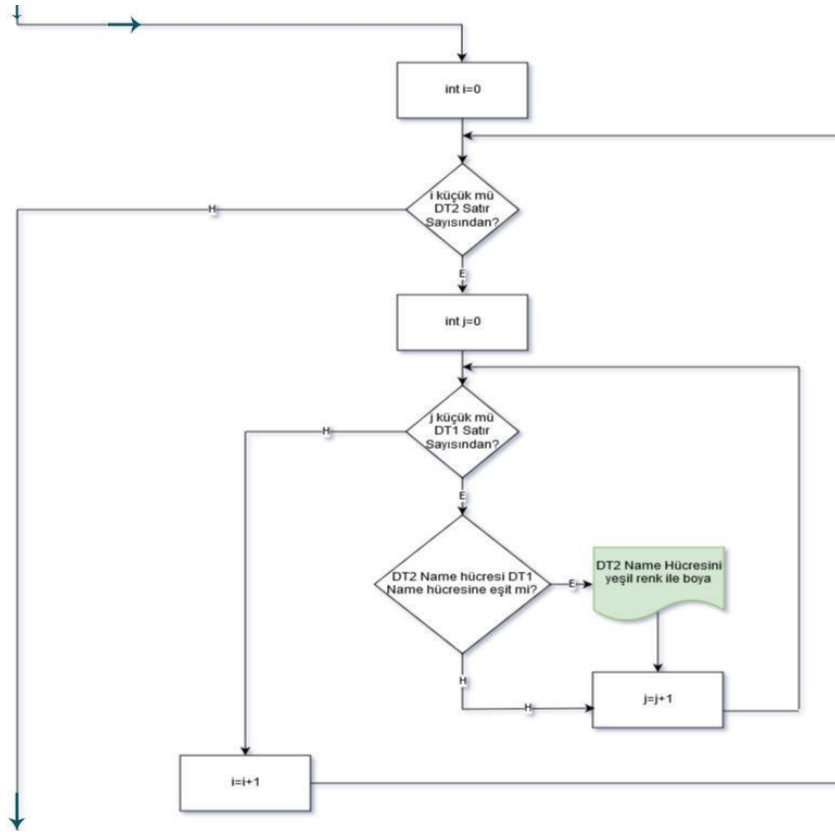 int i=0
i küçük mü
DT2 Satır
Sayısından?
H
E
int j=0
j küçük mü
DT1 Satır
Sayısından?
H
E
DT2 Name hücresi DT1
Name hücresine eşit mi?
E
DT2 Name Hücresini
yeşil renk ile boya
H
H
j=j+1
i=i+1